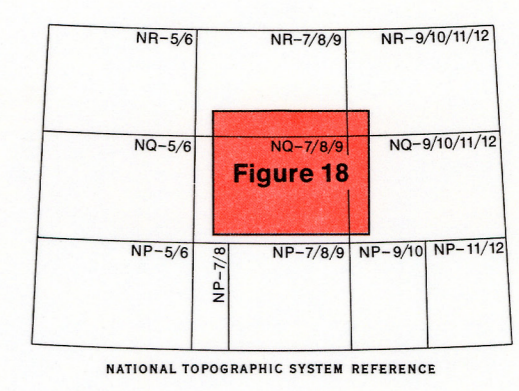 NR-5/6 NR-7/8/9 NR-9/10/11/12
NQ-5/6 NQ-7/8/9 NQ-9/10/11/12
Figure 18
NP-5/6 NP-7/8 NP-7/8/9 NP-9/10 NP-11/12
NATIONAL TOPOGRAPHIC SYSTEM REFERENCE